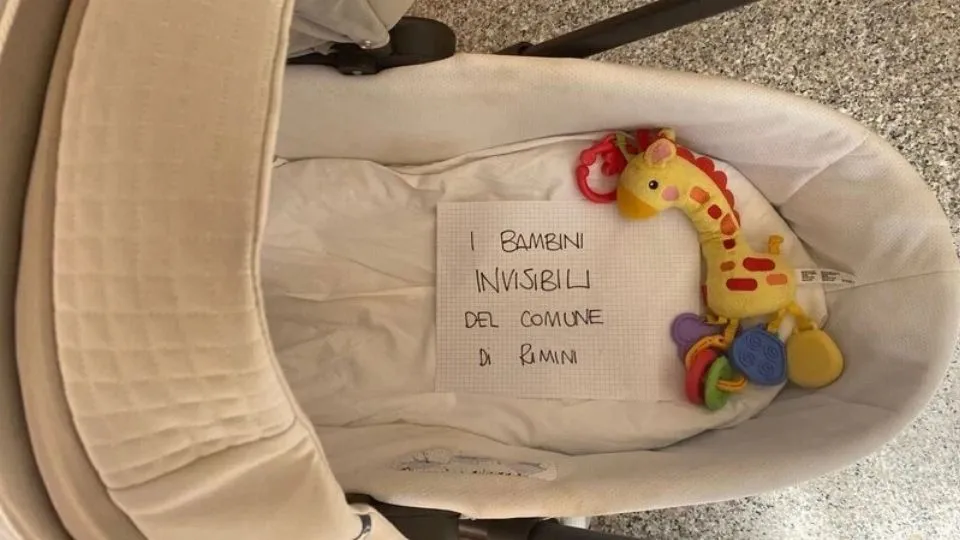 I BAMBINI
INVISIBILI
DEL COMUNE
Di RiMINI